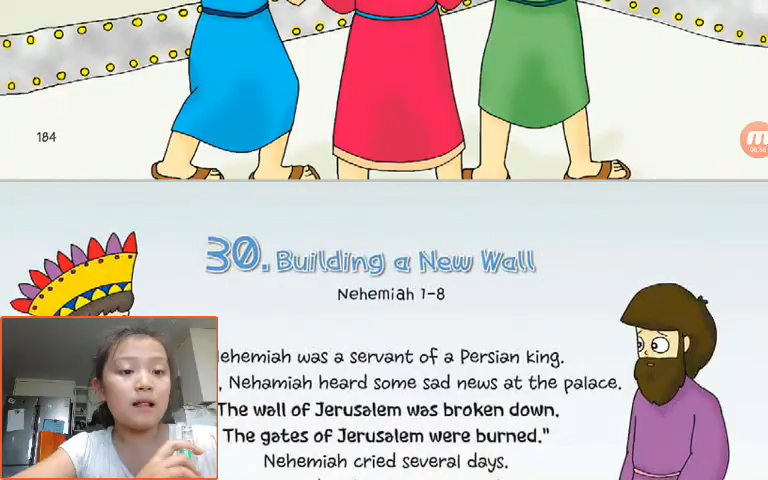 184
30. Building a New Wall
Nehemiah 1-8
ehemiah was a servant of a Persian king.
, Nehamiah heard some sad news at the palace.
The wall of Jerusalem was broken down.
The gates of Jerusalem were burned."
Nehemiah cried several days.